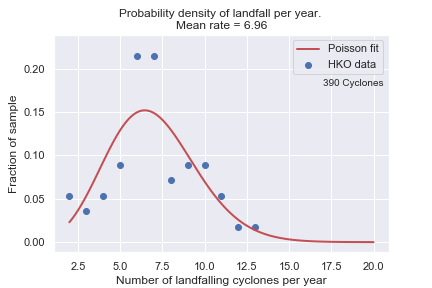 Probability density of landfall per year.
Mean rate = 6.96
Poisson fit
HKO data
390 Cyclones
Fraction of sample
0.20
0.15
0.10
0.05
0.00
2.5 5.0 7.5 10.0 12.5 15.0 17.5 20.0
Number of landfalling cyclones per year